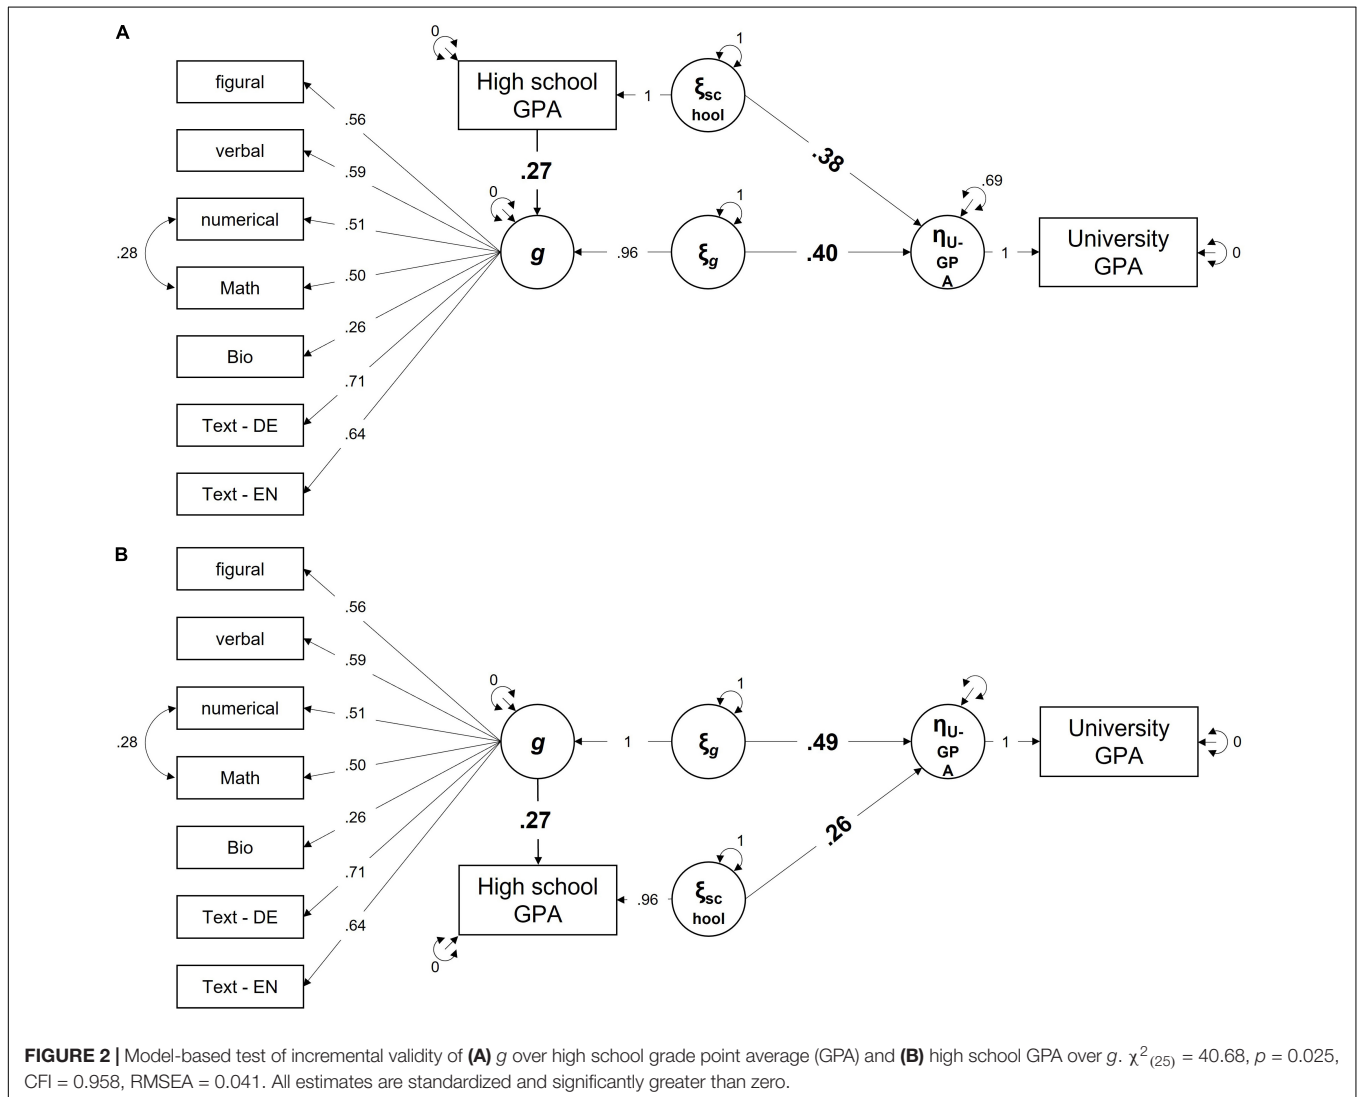 A
0
1
figural
High school
GPA
1
ξsc
hool
.56
verbal
.27
.38
.59
0
1
.69
numerical
.51
.28
g
.96
ξg
.40
ηU-
GP
A
1
University
GPA
0
.50
Math
.26
Bio
.71
Text - DE
.64
Text - EN
B
figural
.56
verbal
.59
0
1
numerical
.51
.28
g
1
ξg
.49
ηU-
GP
A
1
University
GPA
0
.50
Math
.26
.27
.26
Bio
1
.71
High school
GPA
.96
ξsc
hool
Text - DE
.64
0
Text - EN
FIGURE 2 | Model-based test of incremental validity of (A) g over high school grade point average (GPA) and (B) high school GPA over g. χ²(25) = 40.68, p = 0.025,
CFI = 0.958, RMSEA = 0.041. All estimates are standardized and significantly greater than zero.